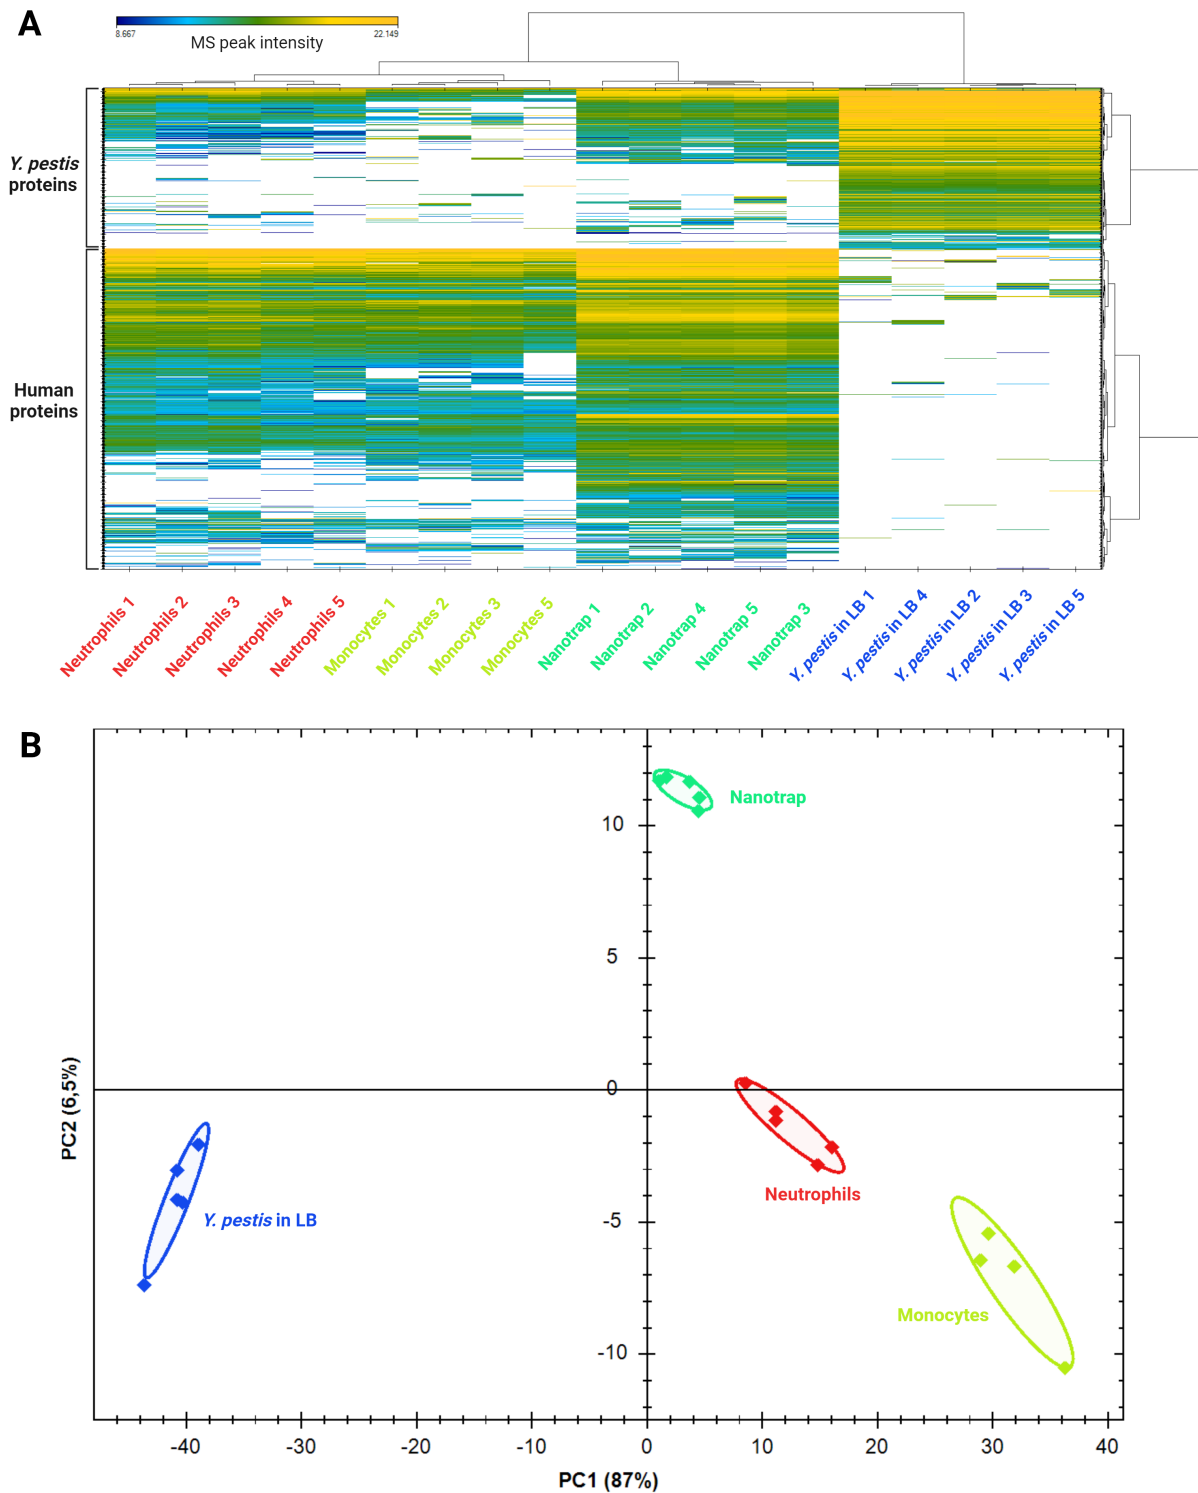 A
8.667
22.149
MS peak intensity
Y. pestis
proteins
Human
proteins
Neutrophils 1
Neutrophils 2
Neutrophils 3
Neutrophils 4
Neutrophils 5
Monocytes 1
Monocytes 2
Monocytes 3
Monocytes 5
Nanotrap 1
Nanotrap 2
Nanotrap 4
Nanotrap 5
Nanotrap 3
Y. pestis in LB 1
Y. pestis in LB 4
Y. pestis in LB 2
Y. pestis in LB 3
Y. pestis in LB 5
B
Nanotrap
10
5
0
PC2 (6,5%)
Neutrophils
Y. pestis in LB
-5
Monocytes
-10
-40
-30
-20
-10
0
10
20
30
40
PC1 (87%)